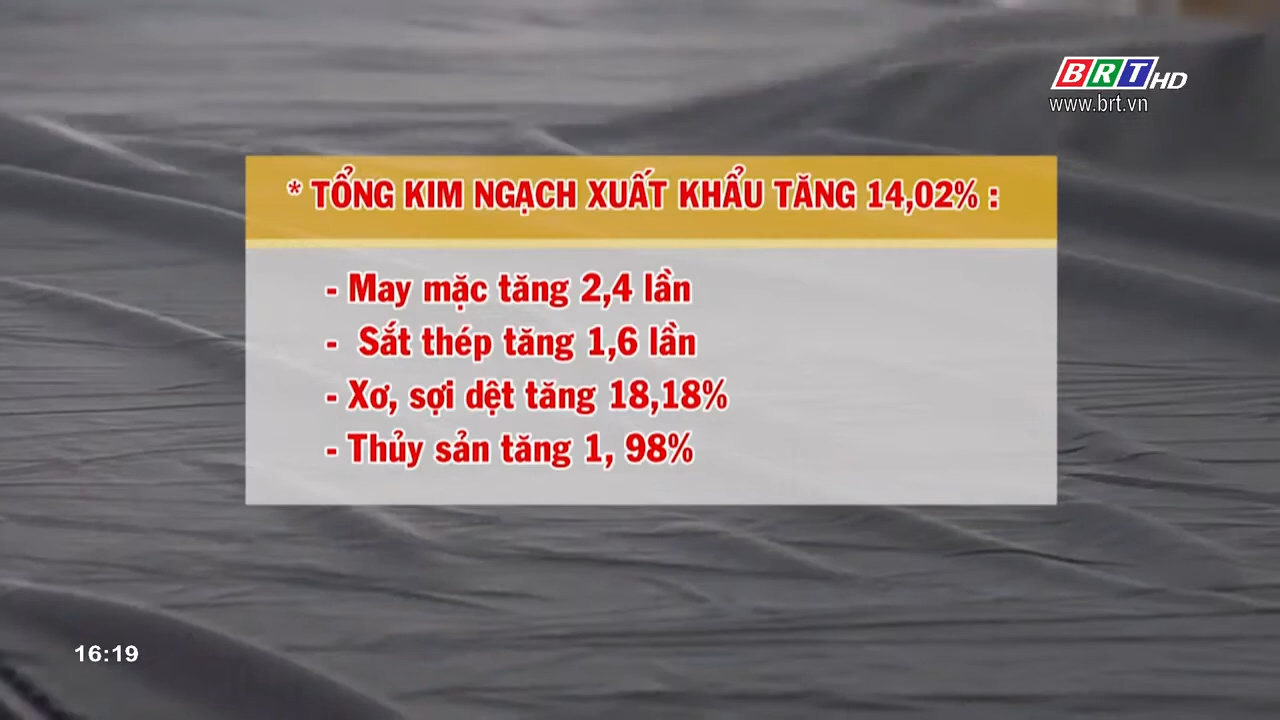 BRT HD
www.brt.vn
* TỔNG KIM NGẠCH XUẤT KHẨU TĂNG 14,02% :
- May mặc tăng 2,4 lần
- Sắt thép tăng 1,6 lần
- Xơ, sợi dệt tăng 18,18%
- Thủy sản tăng 1, 98%
16:19